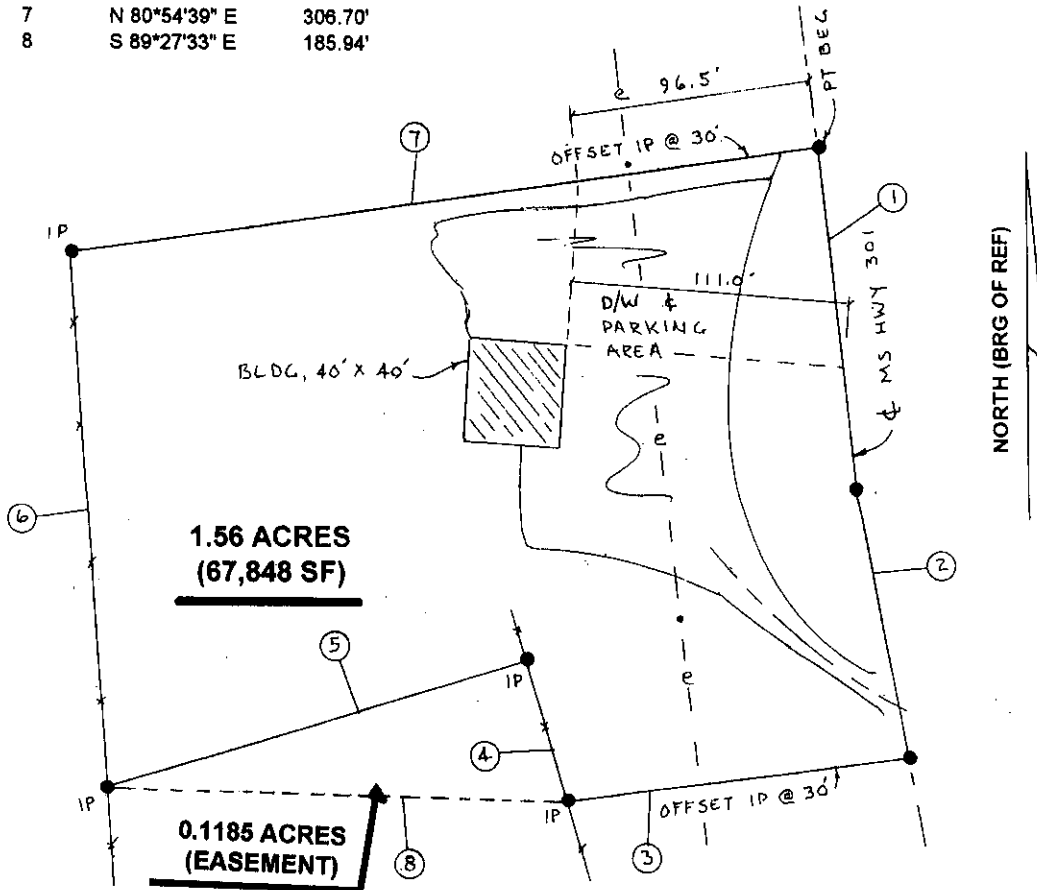 7 N 80*54'39" E 306.70'
8 S 89*27'33" E 185.94'
PT BEG
96.5'
e
7
OFFSET IP @ 30'
1
IP
111.0'
D/W &
PARKING
AREA
BLDG, 40' X 40'
℄ MS HWY 301
NORTH (BRG OF REF)
e
6
1.56 ACRES
(67,848 SF)
2
5
IP
e
4
IP
IP
OFFSET IP @ 30'
3
0.1185 ACRES
(EASEMENT)
8